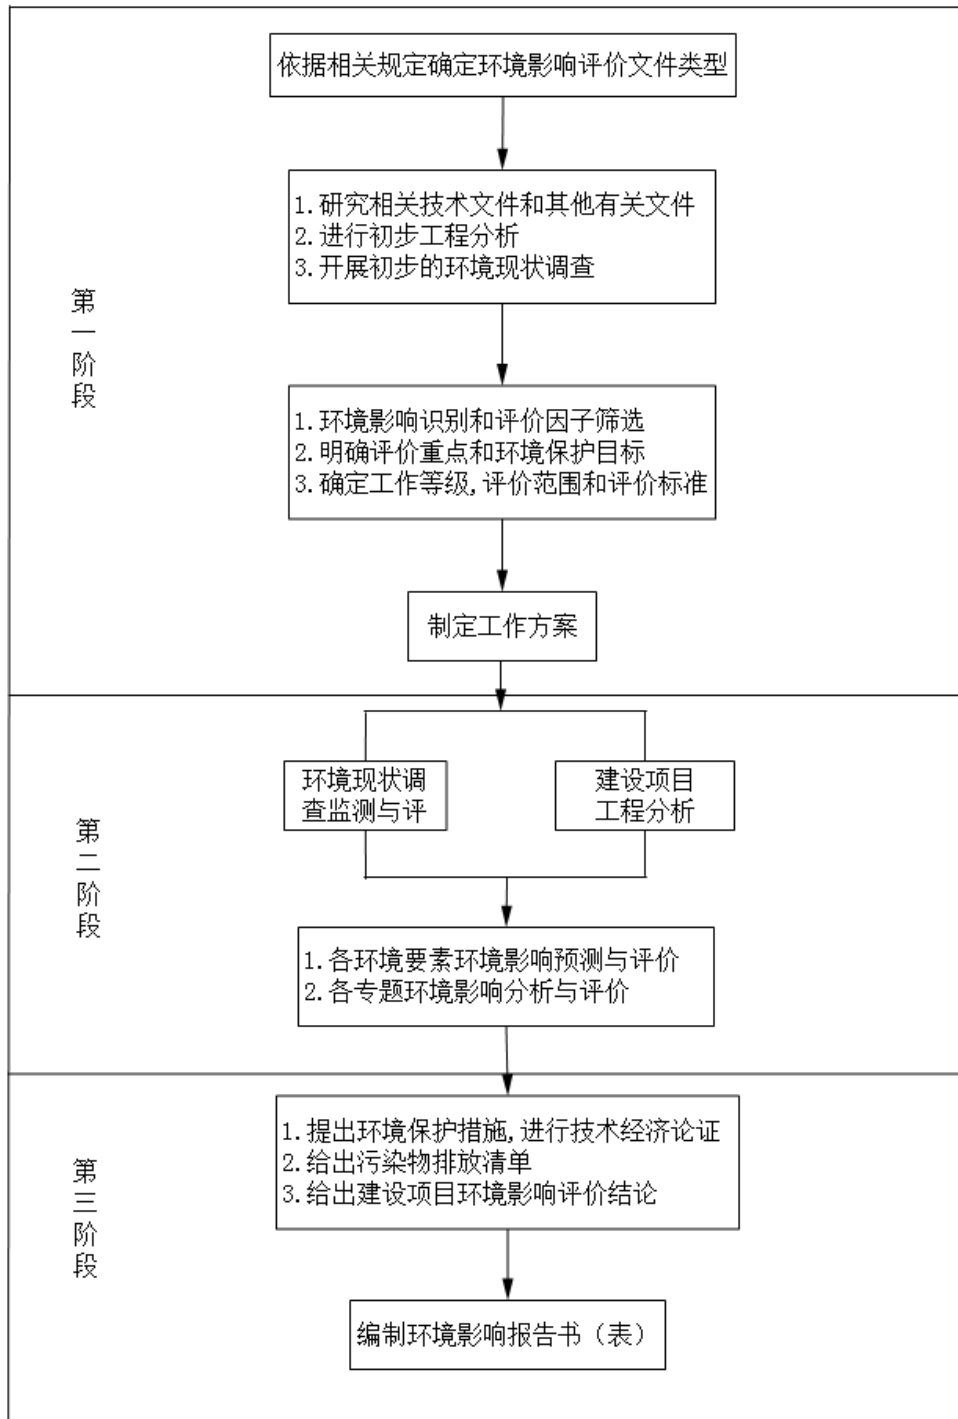 依据相关规定确定环境影响评价文件类型
1.研究相关技术文件和其他有关文件
2.进行初步工程分析
3.开展初步的环境现状调查
第一阶段
1.环境影响识别和评价因子筛选
2.明确评价重点和环境保护目标
3.确定工作等级,评价范围和评价标准
制定工作方案
环境现状调
查监测与评
建设项目
工程分析
第二阶段
1.各环境要素环境影响预测与评价
2.各专题环境影响分析与评价
1.提出环境保护措施,进行技术经济论证
2.给出污染物排放清单
3.给出建设项目环境影响评价结论
第三阶段
编制环境影响报告书（表）